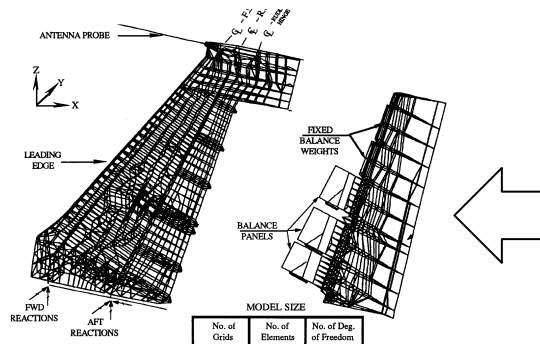 ANTENNA PROBE
Z
Y
X
LEADING
EDGE
FIXED
BALANCE
WEIGHTS
BALANCE
PANELS
FWD
REACTIONS
AFT
REACTIONS
MODEL SIZE
No. of
Grids
No. of
Elements
No. of Deg.
of Freedom